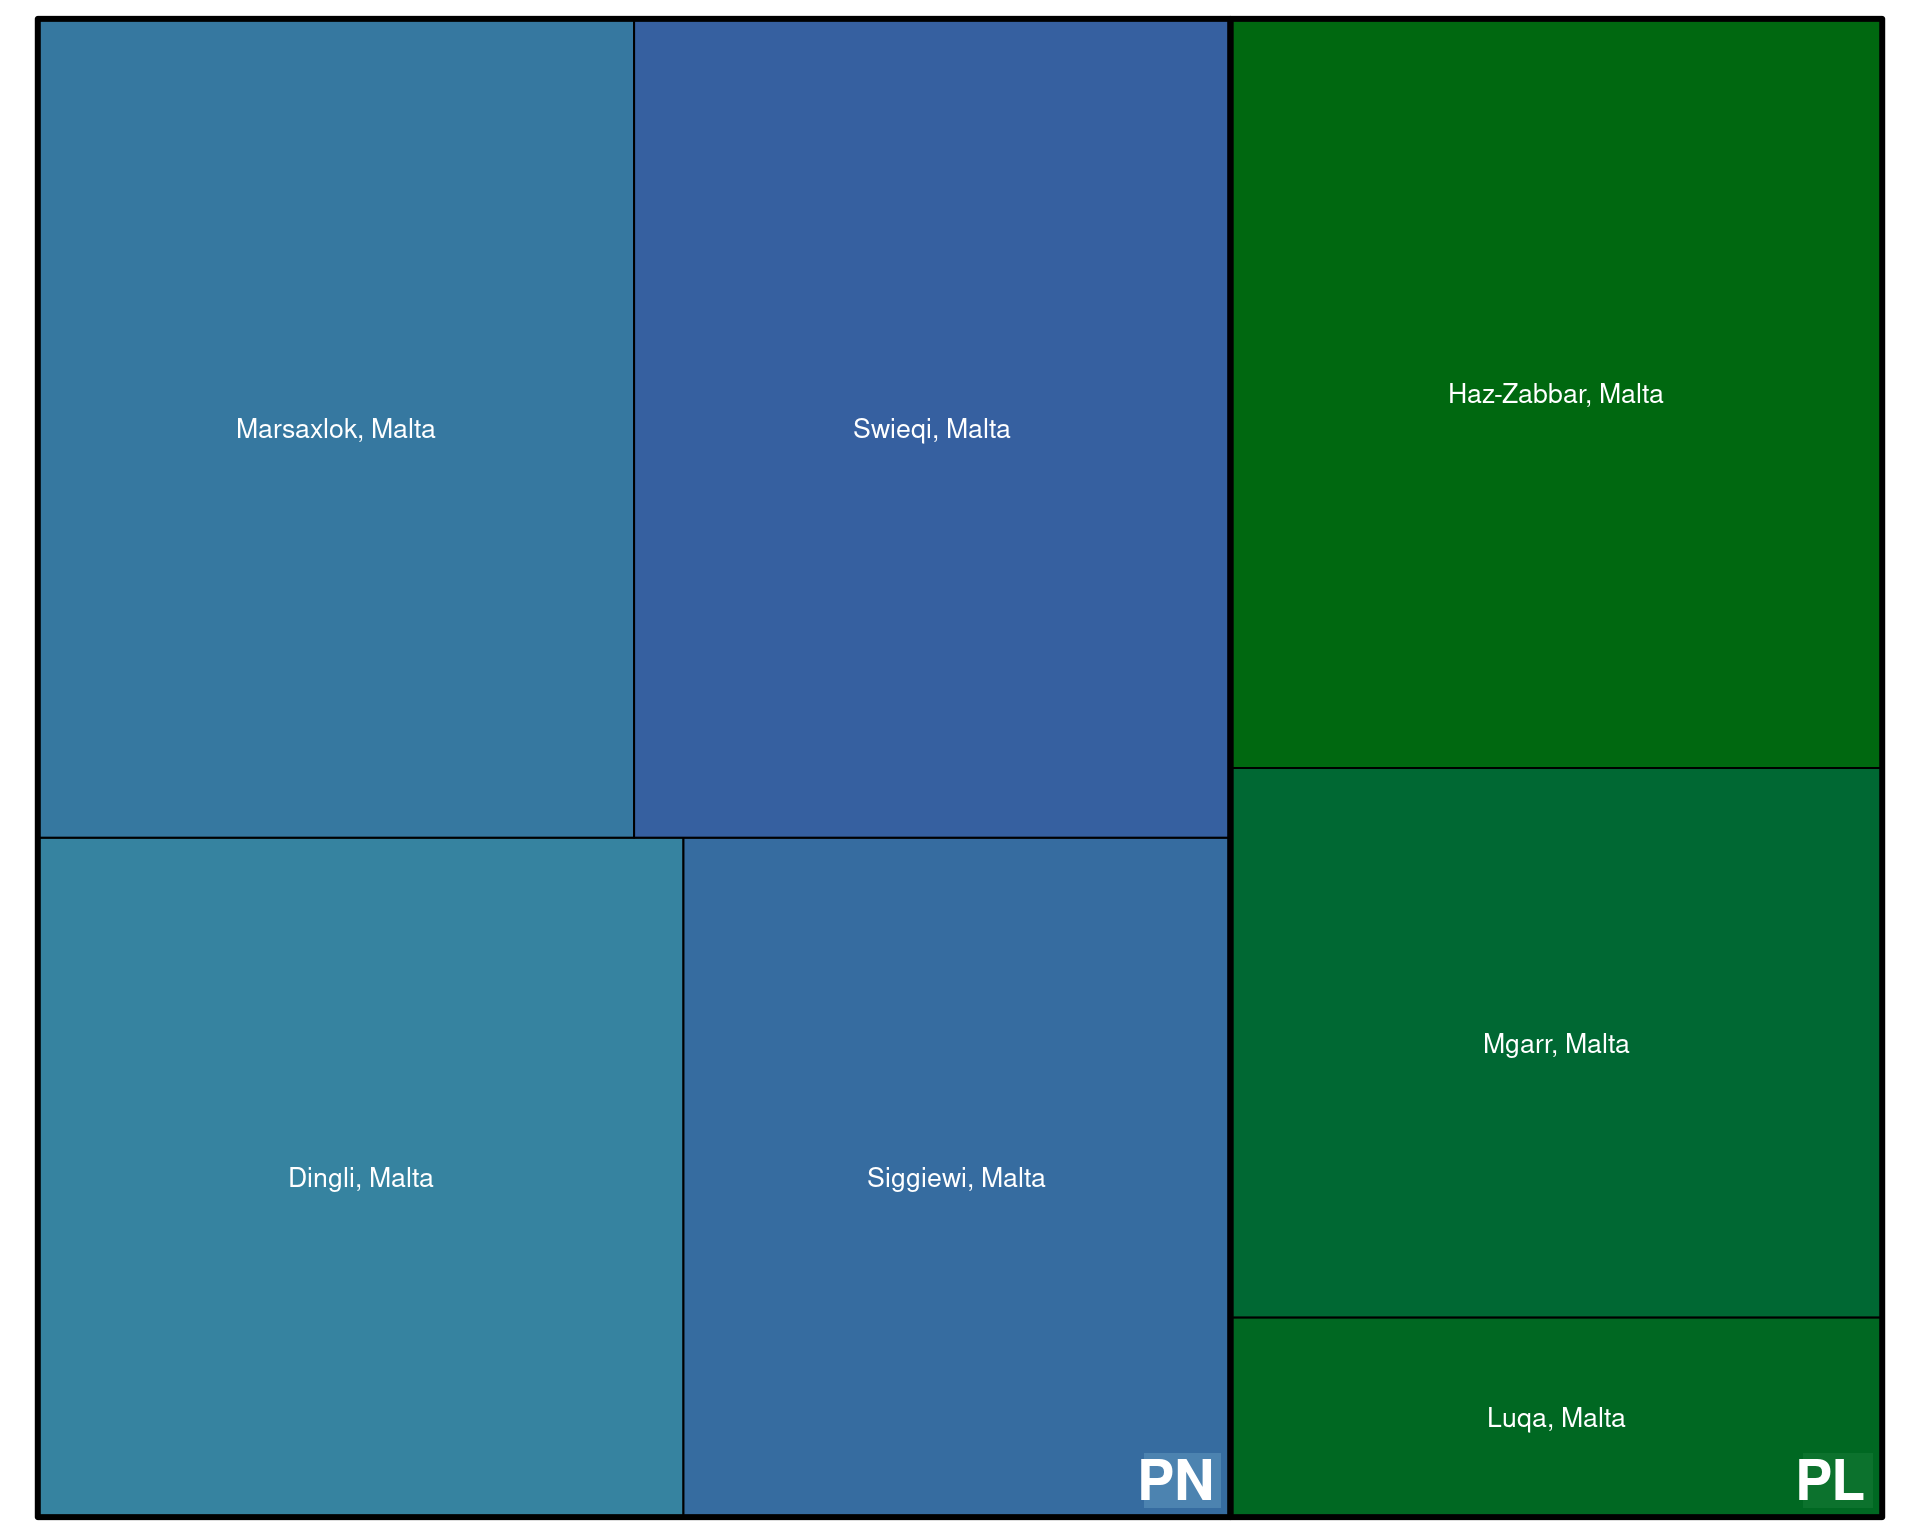 Marsaxlok, Malta
Swieqi, Malta
Haz-Zabbar, Malta
Mgarr, Malta
Dingli, Malta
Siggiewi, Malta
Luqa, Malta
PN
PL